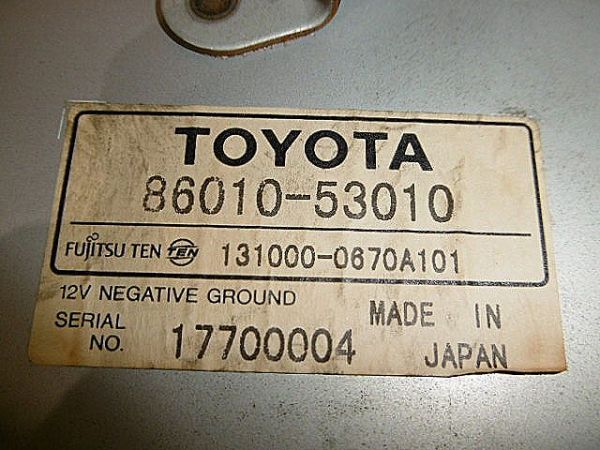 TOYOTA
86010-53010
FUJITSU TEN TEN 131000-0670A101
12V NEGATIVE GROUND
SERIAL NO. 17700004
MADE IN JAPAN